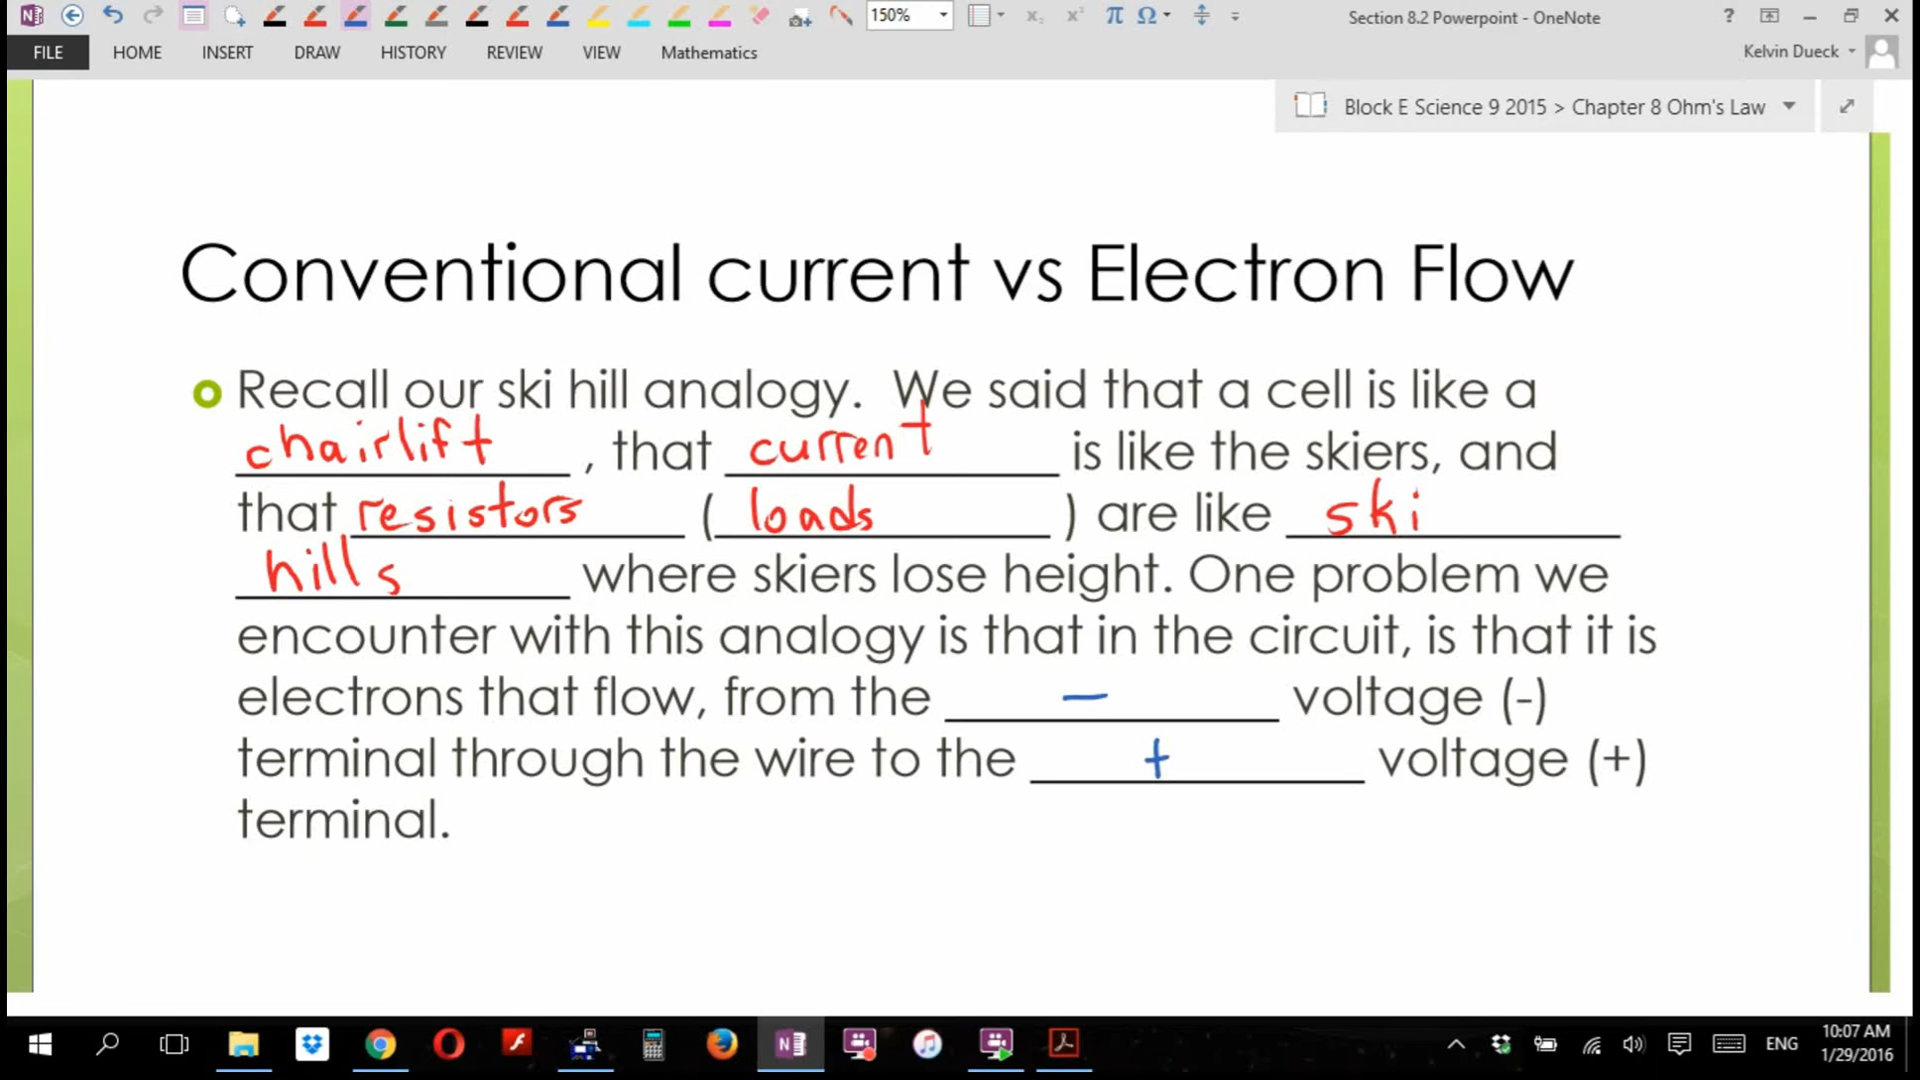 150%
x₂ x² π Ω
Section 8.2 Powerpoint - OneNote
?
FILE HOME INSERT DRAW HISTORY REVIEW VIEW Mathematics
Kelvin Dueck
Block E Science 9 2015 > Chapter 8 Ohm's Law
Conventional current vs Electron Flow
Recall our ski hill analogy. We said that a cell is like a
chairlift, that current is like the skiers, and
that resistors (loads) are like ski
hills where skiers lose height. One problem we
encounter with this analogy is that in the circuit, is that it is
electrons that flow, from the - voltage (-)
terminal through the wire to the + voltage (+)
terminal.
ENG
10:07 AM
1/29/2016